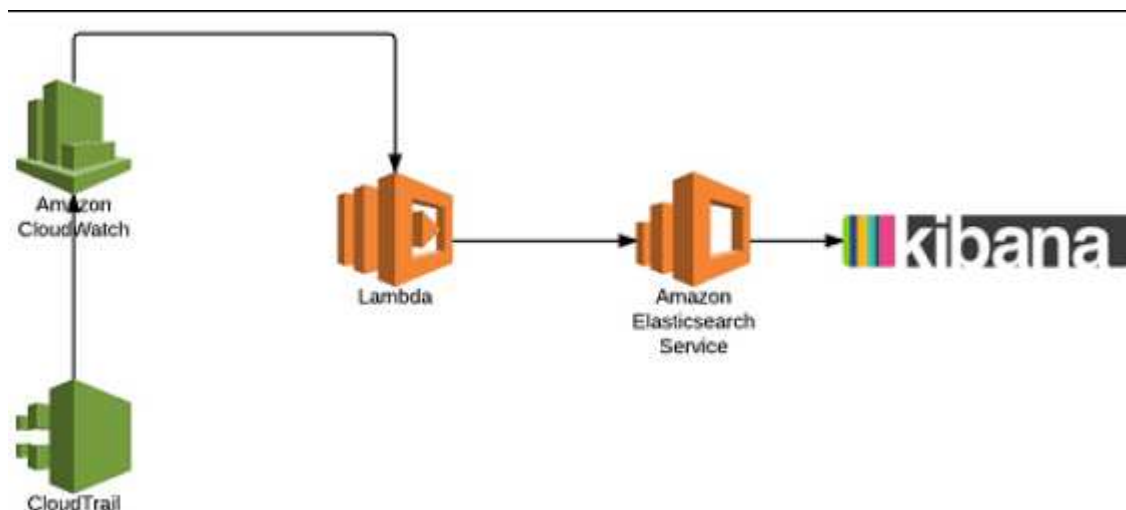 Amazon
CloudWatch
Lambda
Amazon
Elasticsearch
Service
kibana
CloudTrail